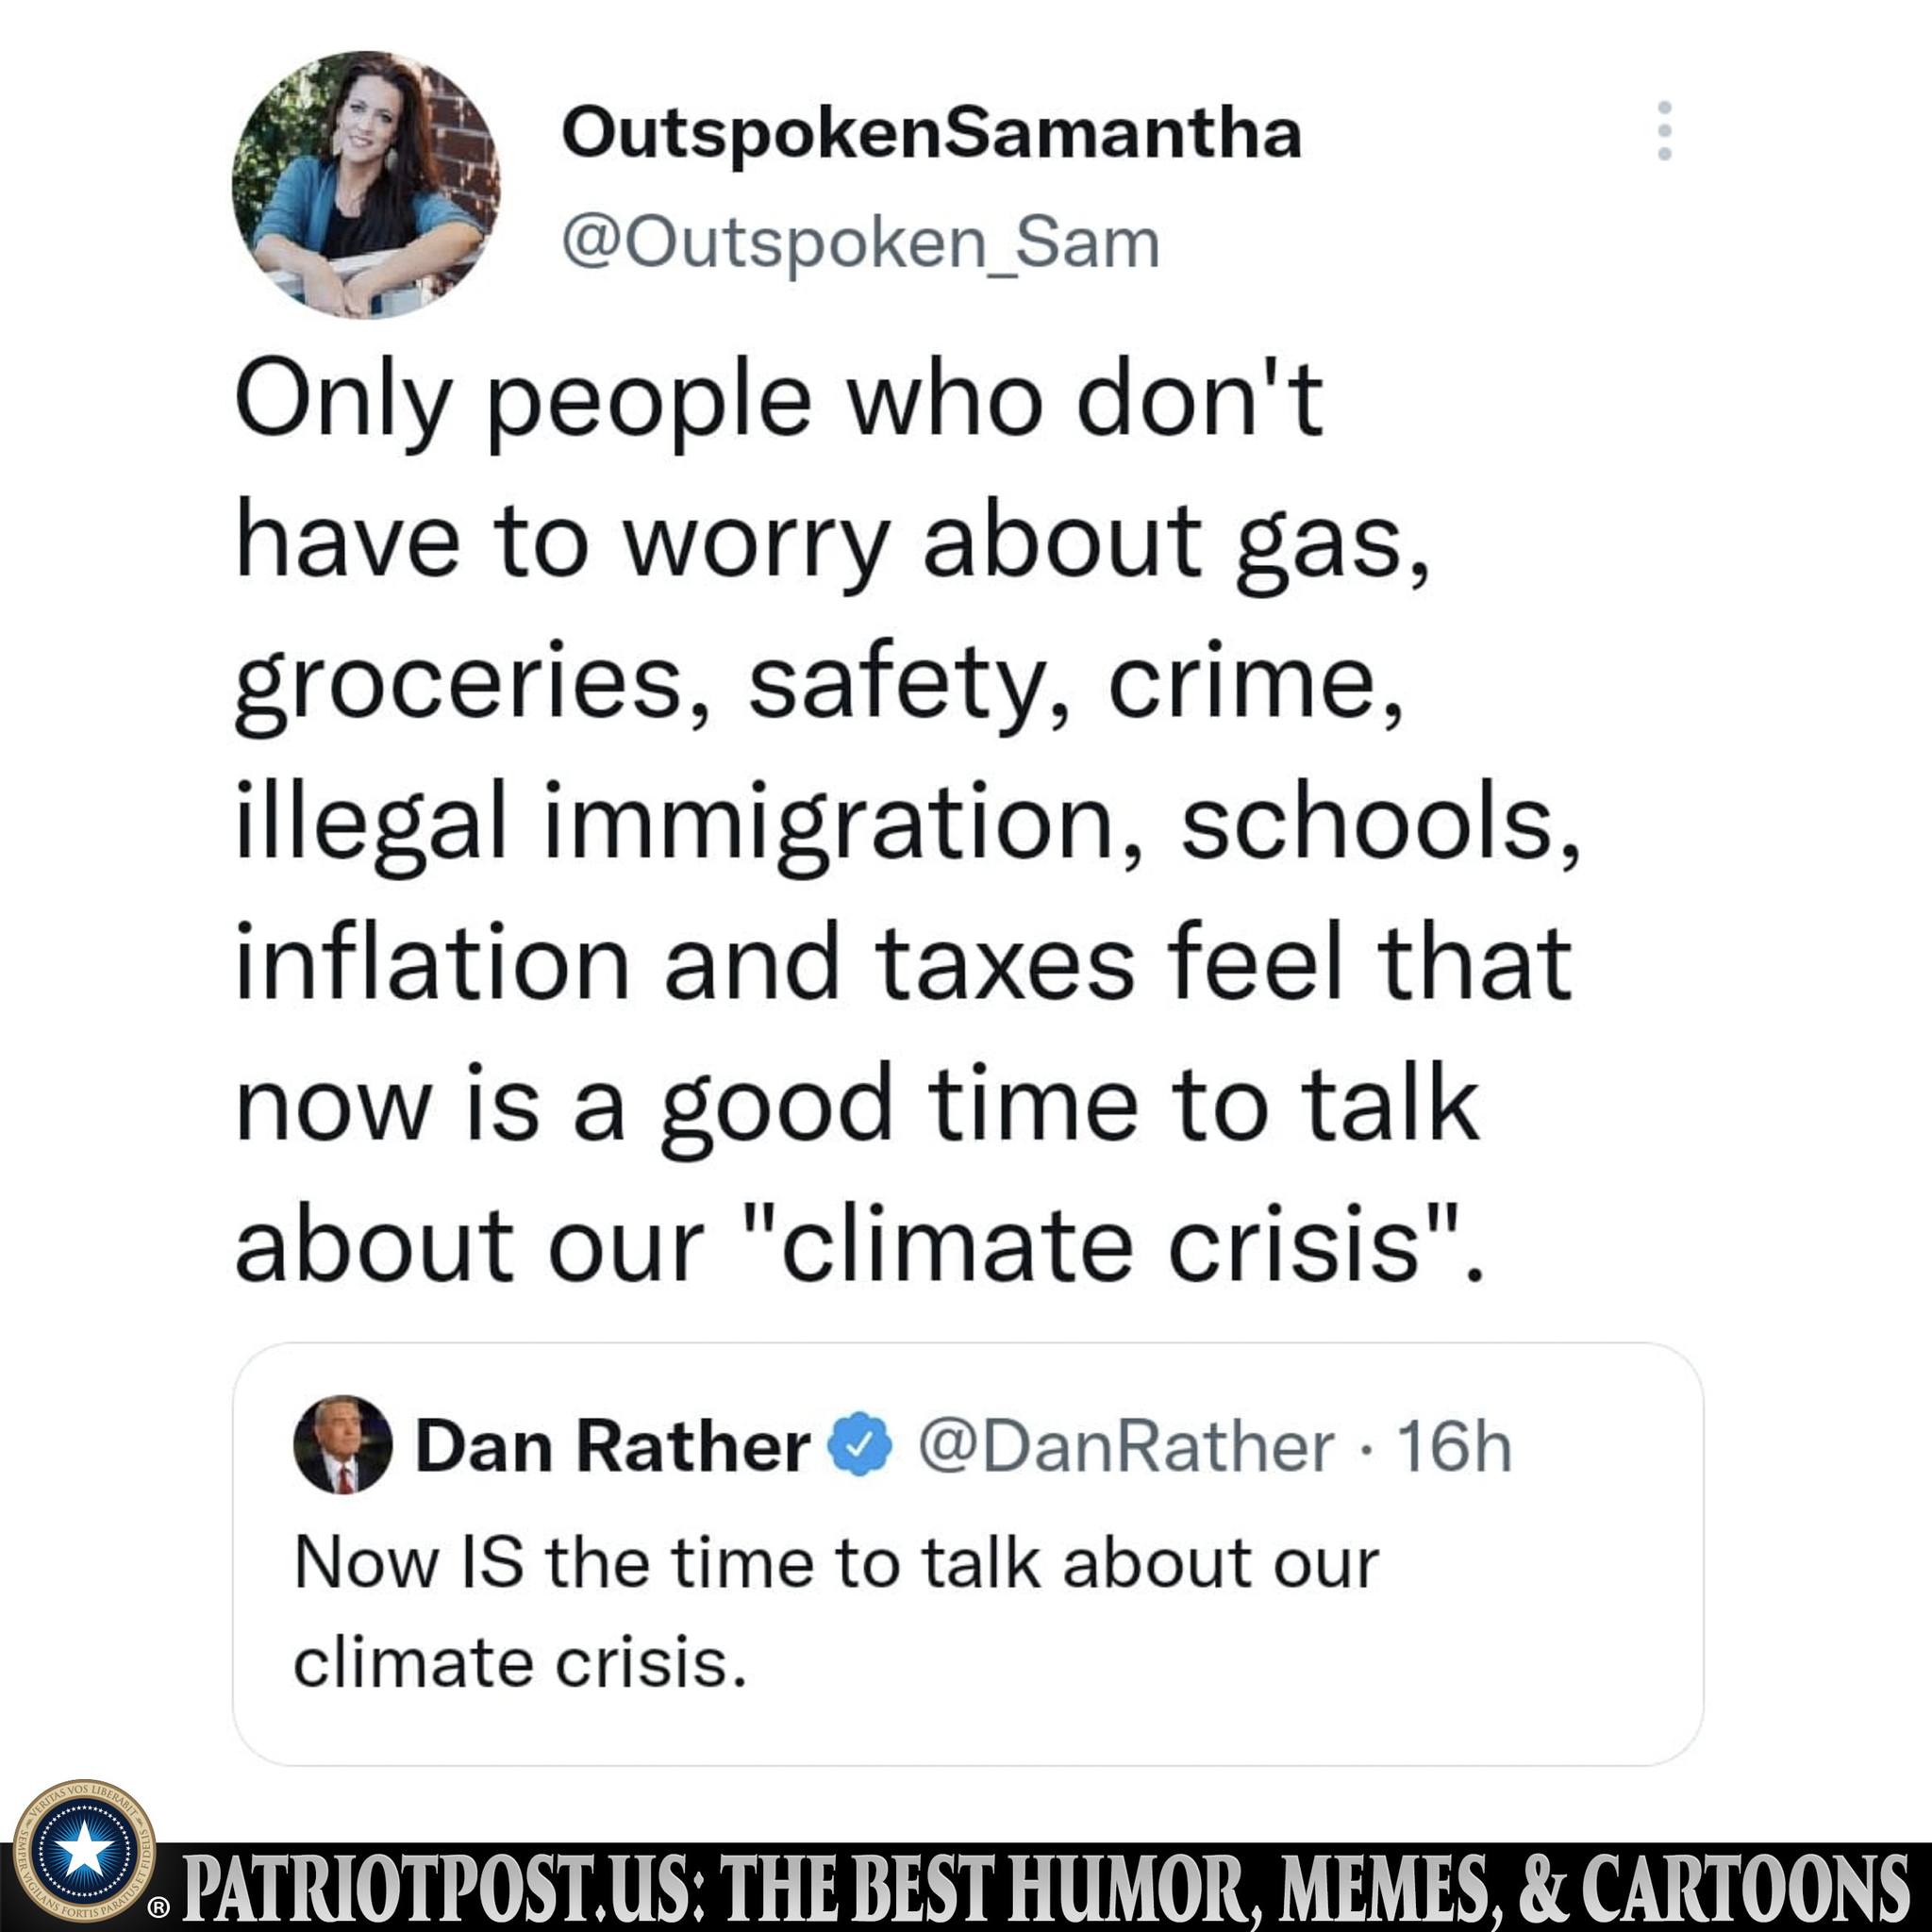 OutspokenSamantha
@Outspoken_Sam
Only people who don't
have to worry about gas,
groceries, safety, crime,
illegal immigration, schools,
inflation and taxes feel that
now is a good time to talk
about our "climate crisis".
Dan Rather @DanRather · 16h
Now IS the time to talk about our
climate crisis.
VERITAS VOS LIBERABIT
SEMPER VIGILANS FORTIS PARATUS ET FIDELIS
® PATRIOTPOST.US: THE BEST HUMOR, MEMES, & CARTOONS